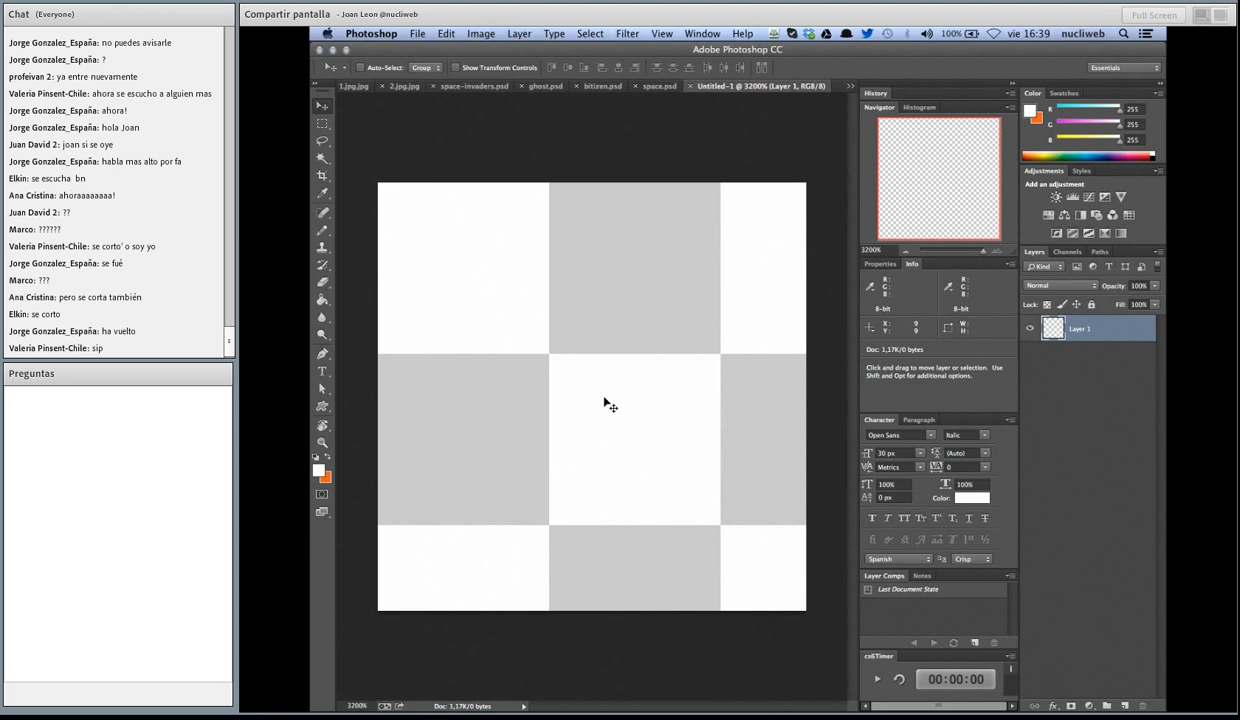 Chat (Everyone)
Jorge Gonzalez_España: no puedes avisarle
Jorge Gonzalez_España: ?
profeivan 2: ya entre nuevamente
Valeria Pinsent-Chile: ahora se escucho a alguien mas
Jorge Gonzalez_España: ahora!
Jorge Gonzalez_España: hola Joan
Juan David 2: joan si se oye
Jorge Gonzalez_España: habla mas alto por fa
Elkin: se escucha bn
Ana Cristina: ahoraaaaaaaa!
Juan David 2: ??
Marco: ??????
Valeria Pinsent-Chile: se corto' o soy yo
Jorge Gonzalez_España: se fué
Marco: ???
Ana Cristina: pero se corta también
Elkin: se corto
Jorge Gonzalez_España: ha vuelto
Valeria Pinsent-Chile: sip
Preguntas
Compartir pantalla - Joan Leon @nucliweb
Full Screen
Photoshop File Edit Image Layer Type Select Filter View Window Help
100% vie 16:39 nucliweb
Adobe Photoshop CC
Auto-Select: Group Show Transform Controls
Essentials
1.jpg.jpg × 2.jpg.jpg × space-invaders.psd × ghost.psd × bitizen.psd × space.psd × Untitled-1 @ 3200% (Layer 1, RGB/8)
3200% Doc: 1,17K/0 bytes
History
Navigator Histogram
3200%
Properties Info
R: R:
G: G:
B: B:
8-bit 8-bit
X: 9 W:
Y: 9 H:
Doc: 1,17K/0 bytes
Click and drag to move layer or selection. Use
Shift and Opt for additional options.
Character Paragraph
Open Sans Italic
30 px (Auto)
Metrics 0
100% 100%
0 px Color:
Spanish Crisp
Layer Comps Notes
Last Document State
cs6Timer
00:00:00
Color Swatches
R 255
G 255
B 255
Adjustments Styles
Add an adjustment
Layers Channels Paths
Kind
Normal Opacity: 100%
Lock: Fill: 100%
Layer 1